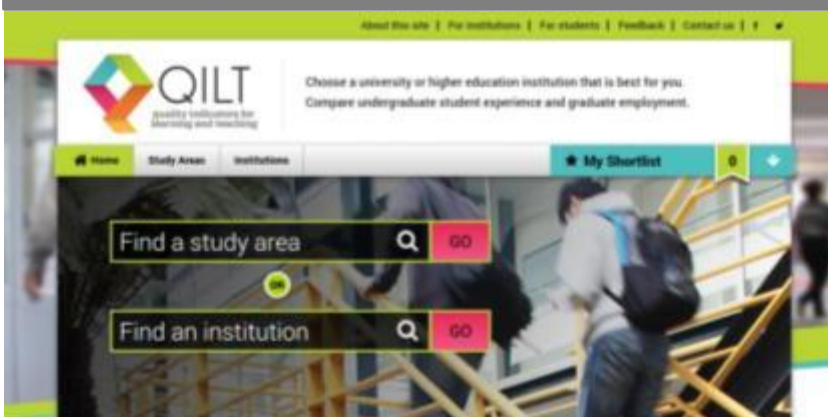 About this site | For institutions | For students | Feedback | Contact us | f
QILT
quality indicators for
learning and teaching
Choose a university or higher education institution that is best for you.
Compare undergraduate student experience and graduate employment.
Home
Study Areas
Institutions
My Shortlist
0
Find a study area
GO
OR
Find an institution
GO